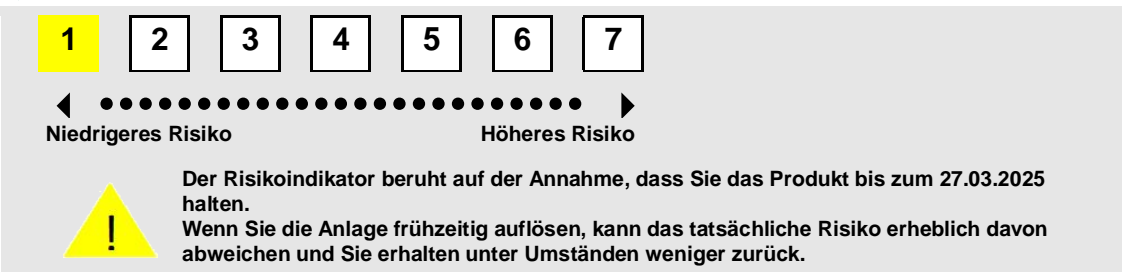 1 2 3 4 5 6 7
Niedrigeres Risiko Höheres Risiko
Der Risikoindikator beruht auf der Annahme, dass Sie das Produkt bis zum 27.03.2025
halten.
Wenn Sie die Anlage frühzeitig auflösen, kann das tatsächliche Risiko erheblich davon
abweichen und Sie erhalten unter Umständen weniger zurück.
!